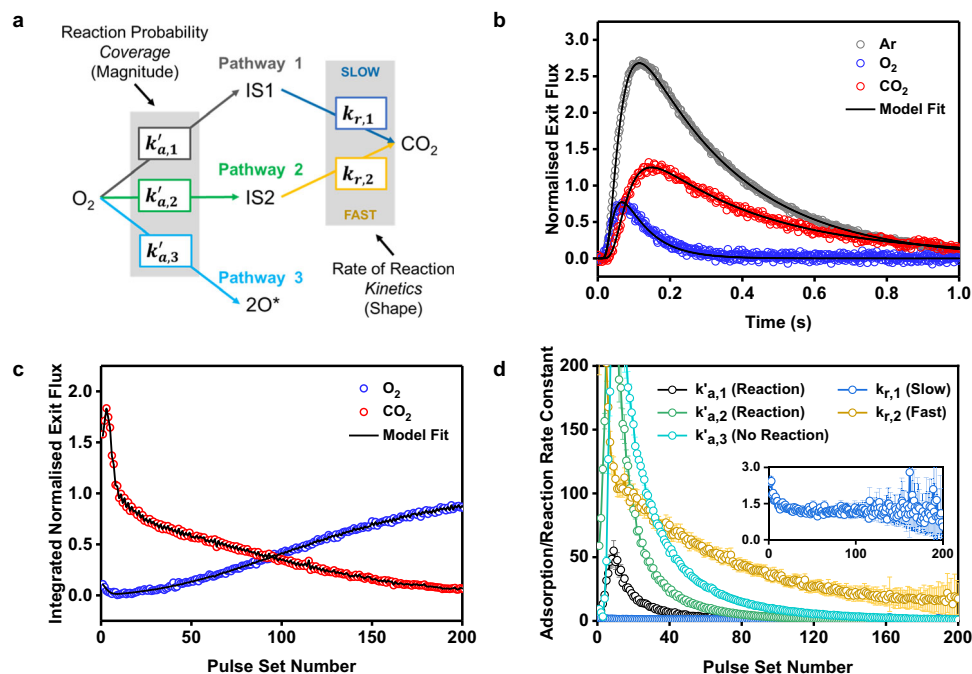 a
Reaction Probability
Coverage
(Magnitude)
Pathway 1
IS1
SLOW
k′a,1
kr,1
Pathway 2
CO2
O2
k′a,2
IS2
kr,2
FAST
k′a,3
Pathway 3
2O*
Rate of Reaction
Kinetics
(Shape)
b
Normalised Exit Flux
3.0
2.5
2.0
1.5
1.0
0.5
0.0
Ar
O2
CO2
Model Fit
0.0 0.2 0.4 0.6 0.8 1.0
Time (s)
c
Integrated Normalised Exit Flux
2.0
1.5
1.0
0.5
0.0
O2
CO2
Model Fit
0 50 100 150 200
Pulse Set Number
d
Adsorption/Reaction Rate Constant
200
150
100
50
0
k'a,1 (Reaction)
k'a,2 (Reaction)
k'a,3 (No Reaction)
kr,1 (Slow)
kr,2 (Fast)
3.0
1.5
0.0
0 100 200
0 40 80 120 160 200
Pulse Set Number